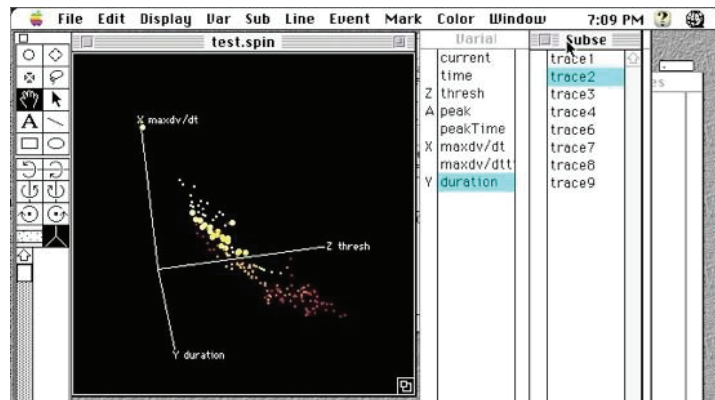 File Edit Display Var Sub Line Event Mark Color Window 7:09 PM
test.spin
X maxdv/dt
Z thresh
Y duration
A
Varial
current
time
Z thresh
A peak
peakTime
X maxdv/dt
maxdv/dtt
Y duration
Subse
trace1
trace2
trace3
trace4
trace6
trace7
trace8
trace9
es